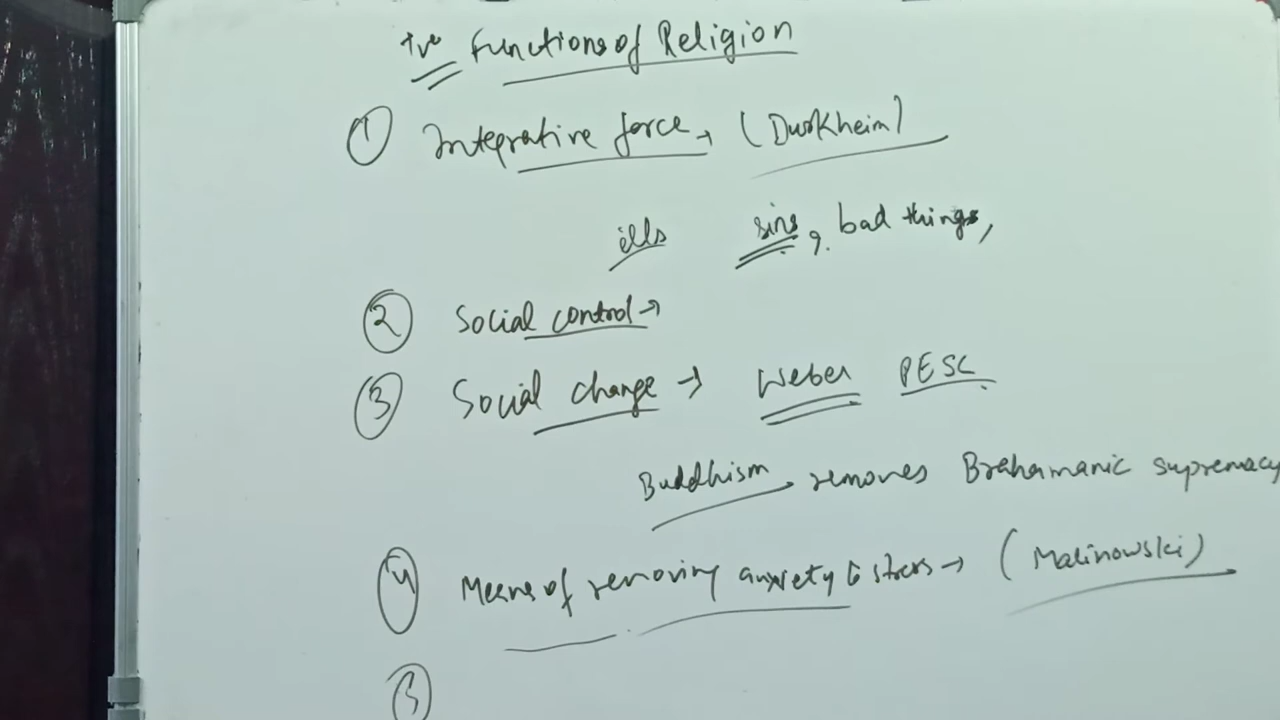 +ve Functions of Religion
① Integrative force → (Durkheim)
ills sins, bad things,
② Social control →
③ Social change → Weber PESC
Buddhism removes Brahamanic supremacy
④ Means of removing anxiety & stress → (Malinowski)
⑤